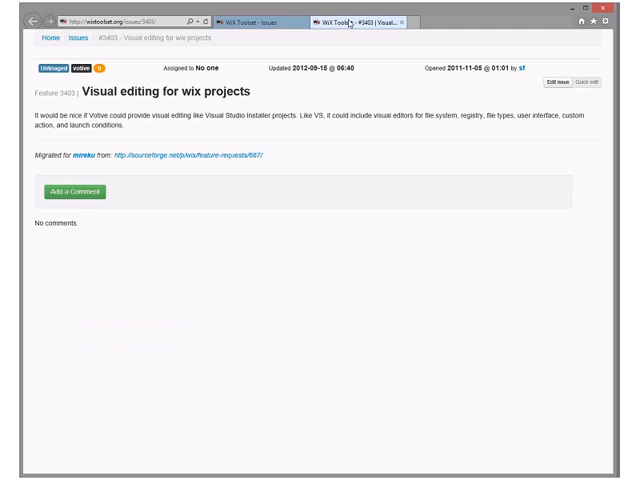 http://wixtoolset.org/issues/3403/
WiX Toolset - Issues
WiX Toolset - #3403 | Visual...
Home / Issues / #3403 - Visual editing for wix projects
Untriaged votive 0 Assigned to No one Updated 2012-09-15 @ 06:40 Opened 2011-11-05 @ 01:01 by sf
Edit issue Quick edit
Feature 3403 | Visual editing for wix projects
It would be nice if Votive could provide visual editing like Visual Studio Installer projects. Like VS, it could include visual editors for file system, registry, file types, user interface, custom
action, and launch conditions.
Migrated for mireku from: http://sourceforge.net/p/wix/feature-requests/667/
Add a Comment
No comments.